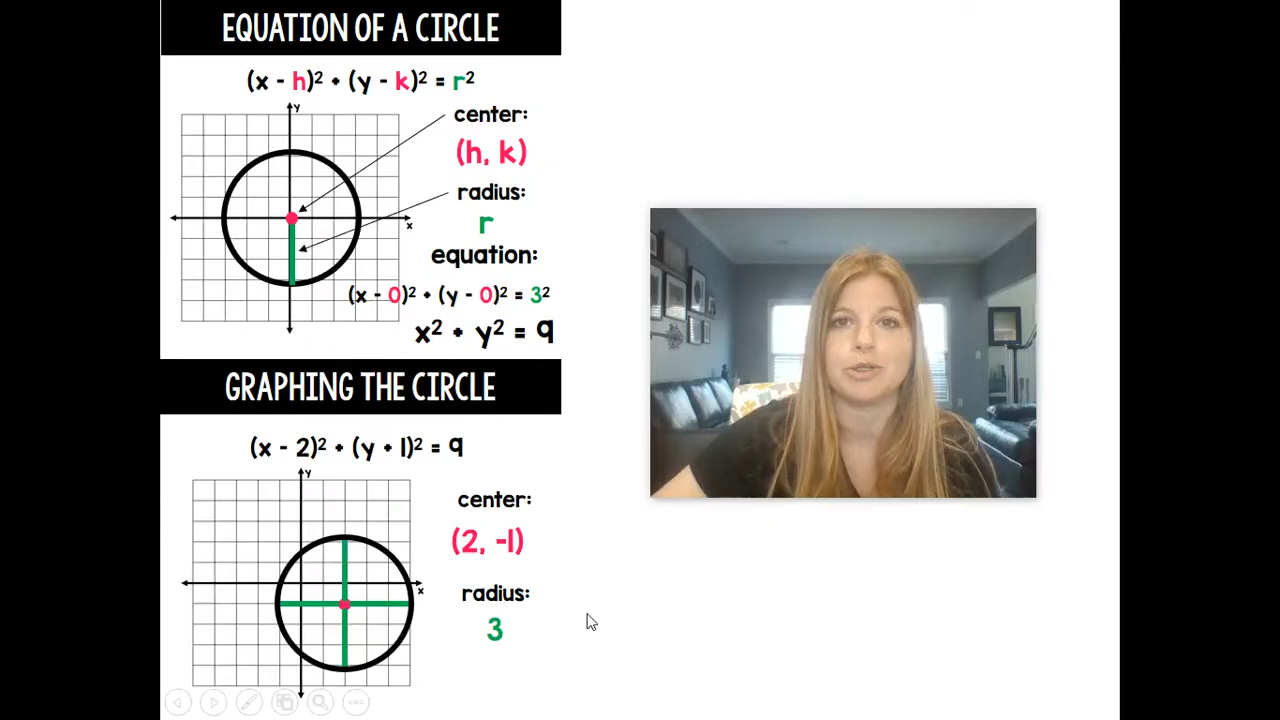 EQUATION OF A CIRCLE
(x - h)² + (y - k)² = r²
y
center:
(h, k)
radius:
x
r
equation:
(x - 0)² + (y - 0)² = 3²
x² + y² = 9
GRAPHING THE CIRCLE
(x - 2)² + (y + 1)² = 9
y
center:
(2, -1)
x
radius:
3